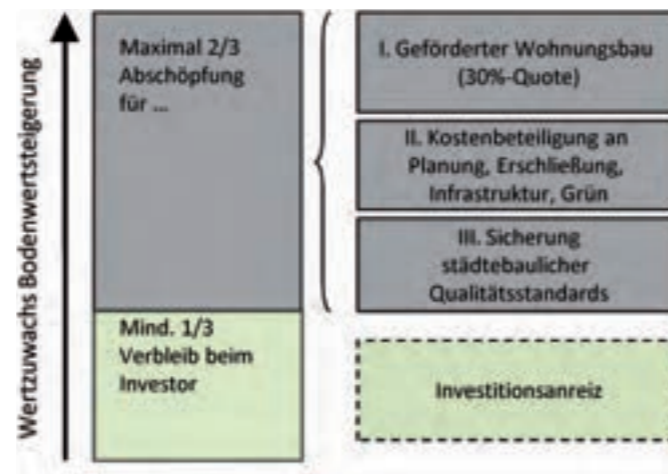 Wertzuwachs Bodenwertsteigerung
Maximal 2/3
Abschöpfung
für ...
I. Geförderter Wohnungsbau
(30%-Quote)
II. Kostenbeteiligung an
Planung, Erschließung,
Infrastruktur, Grün
III. Sicherung
städtebaulicher
Qualitätsstandards
Mind. 1/3
Verbleib beim
Investor
Investitionsanreiz